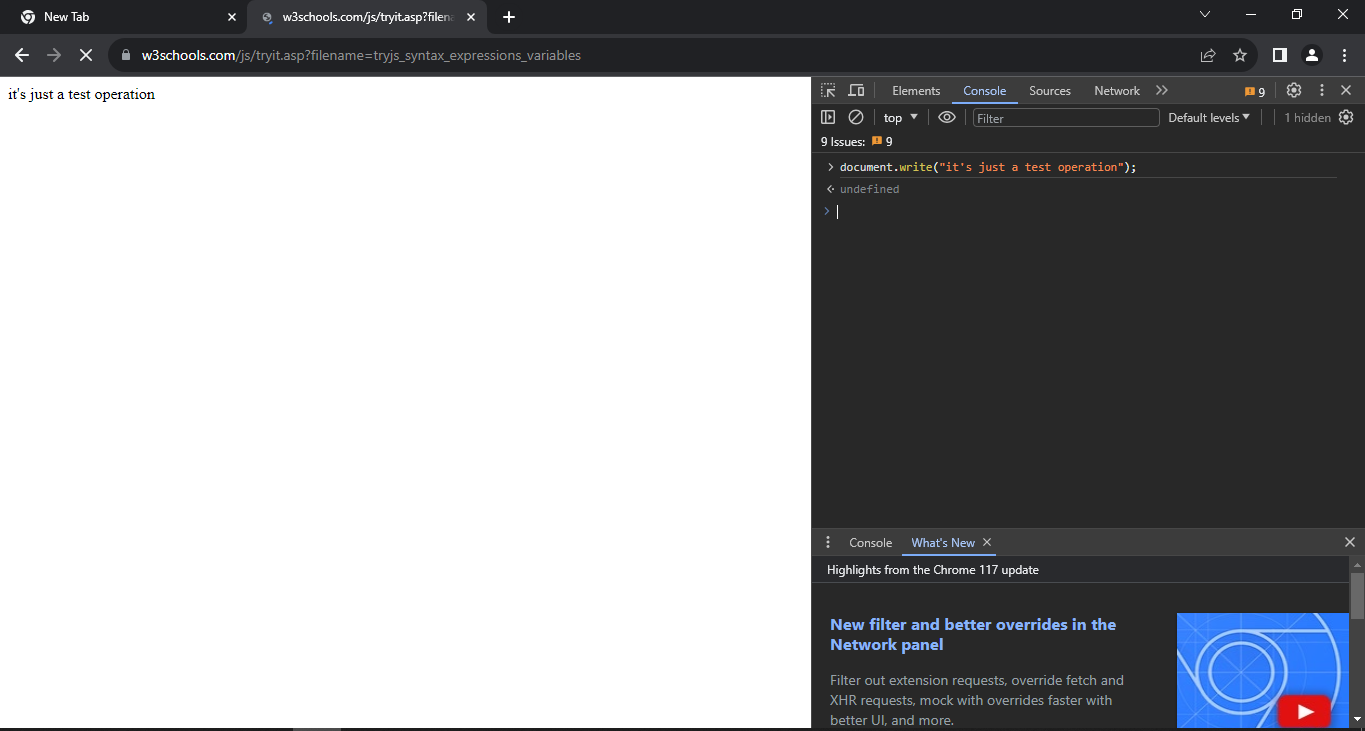 New Tab
w3schools.com/js/tryit.asp?filen
w3schools.com/js/tryit.asp?filename=tryjs_syntax_expressions_variables
it's just a test operation
Elements Console Sources Network 9
top Filter Default levels 1 hidden
9 Issues: 9
document.write("it's just a test operation");
undefined
Console What's New
Highlights from the Chrome 117 update
New filter and better overrides in the
Network panel
Filter out extension requests, override fetch and
XHR requests, mock with overrides faster with
better UI, and more.